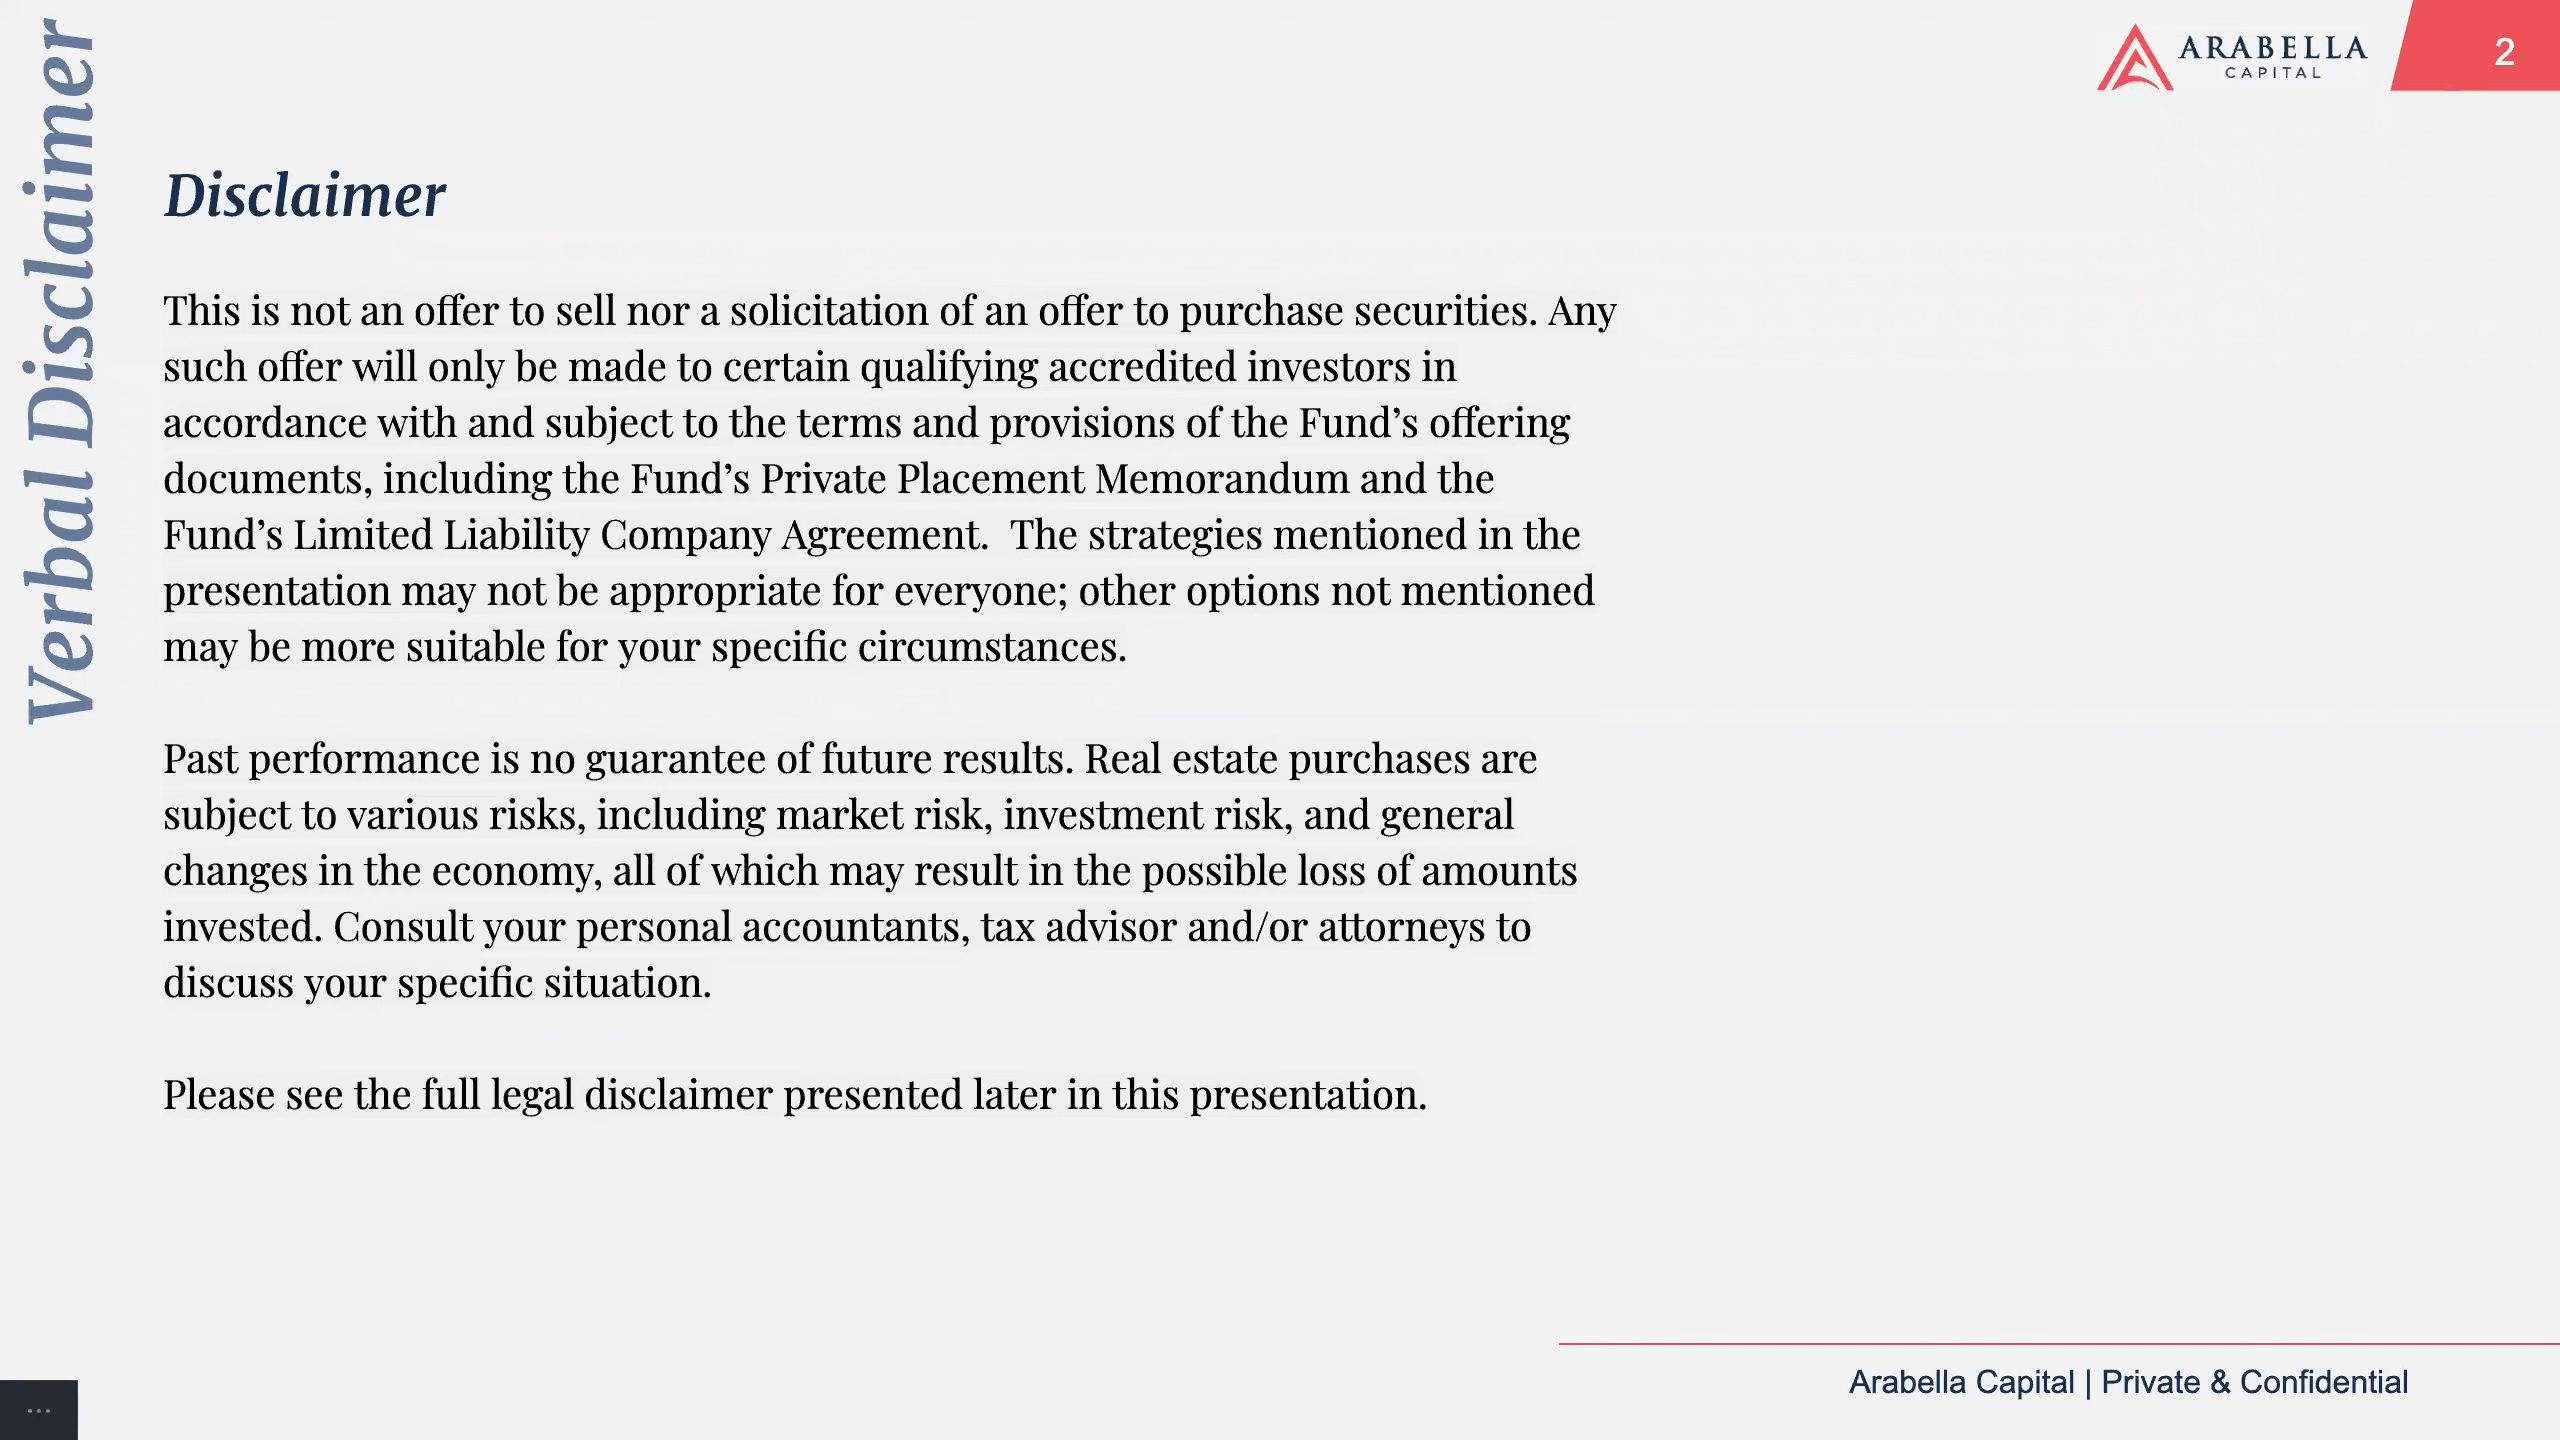 Verbal Disclaimer
ARABELLA
CAPITAL
2
Disclaimer
This is not an offer to sell nor a solicitation of an offer to purchase securities. Any
such offer will only be made to certain qualifying accredited investors in
accordance with and subject to the terms and provisions of the Fund’s offering
documents, including the Fund’s Private Placement Memorandum and the
Fund’s Limited Liability Company Agreement.  The strategies mentioned in the
presentation may not be appropriate for everyone; other options not mentioned
may be more suitable for your specific circumstances.
Past performance is no guarantee of future results. Real estate purchases are
subject to various risks, including market risk, investment risk, and general
changes in the economy, all of which may result in the possible loss of amounts
invested. Consult your personal accountants, tax advisor and/or attorneys to
discuss your specific situation.
Please see the full legal disclaimer presented later in this presentation.
Arabella Capital | Private & Confidential
...